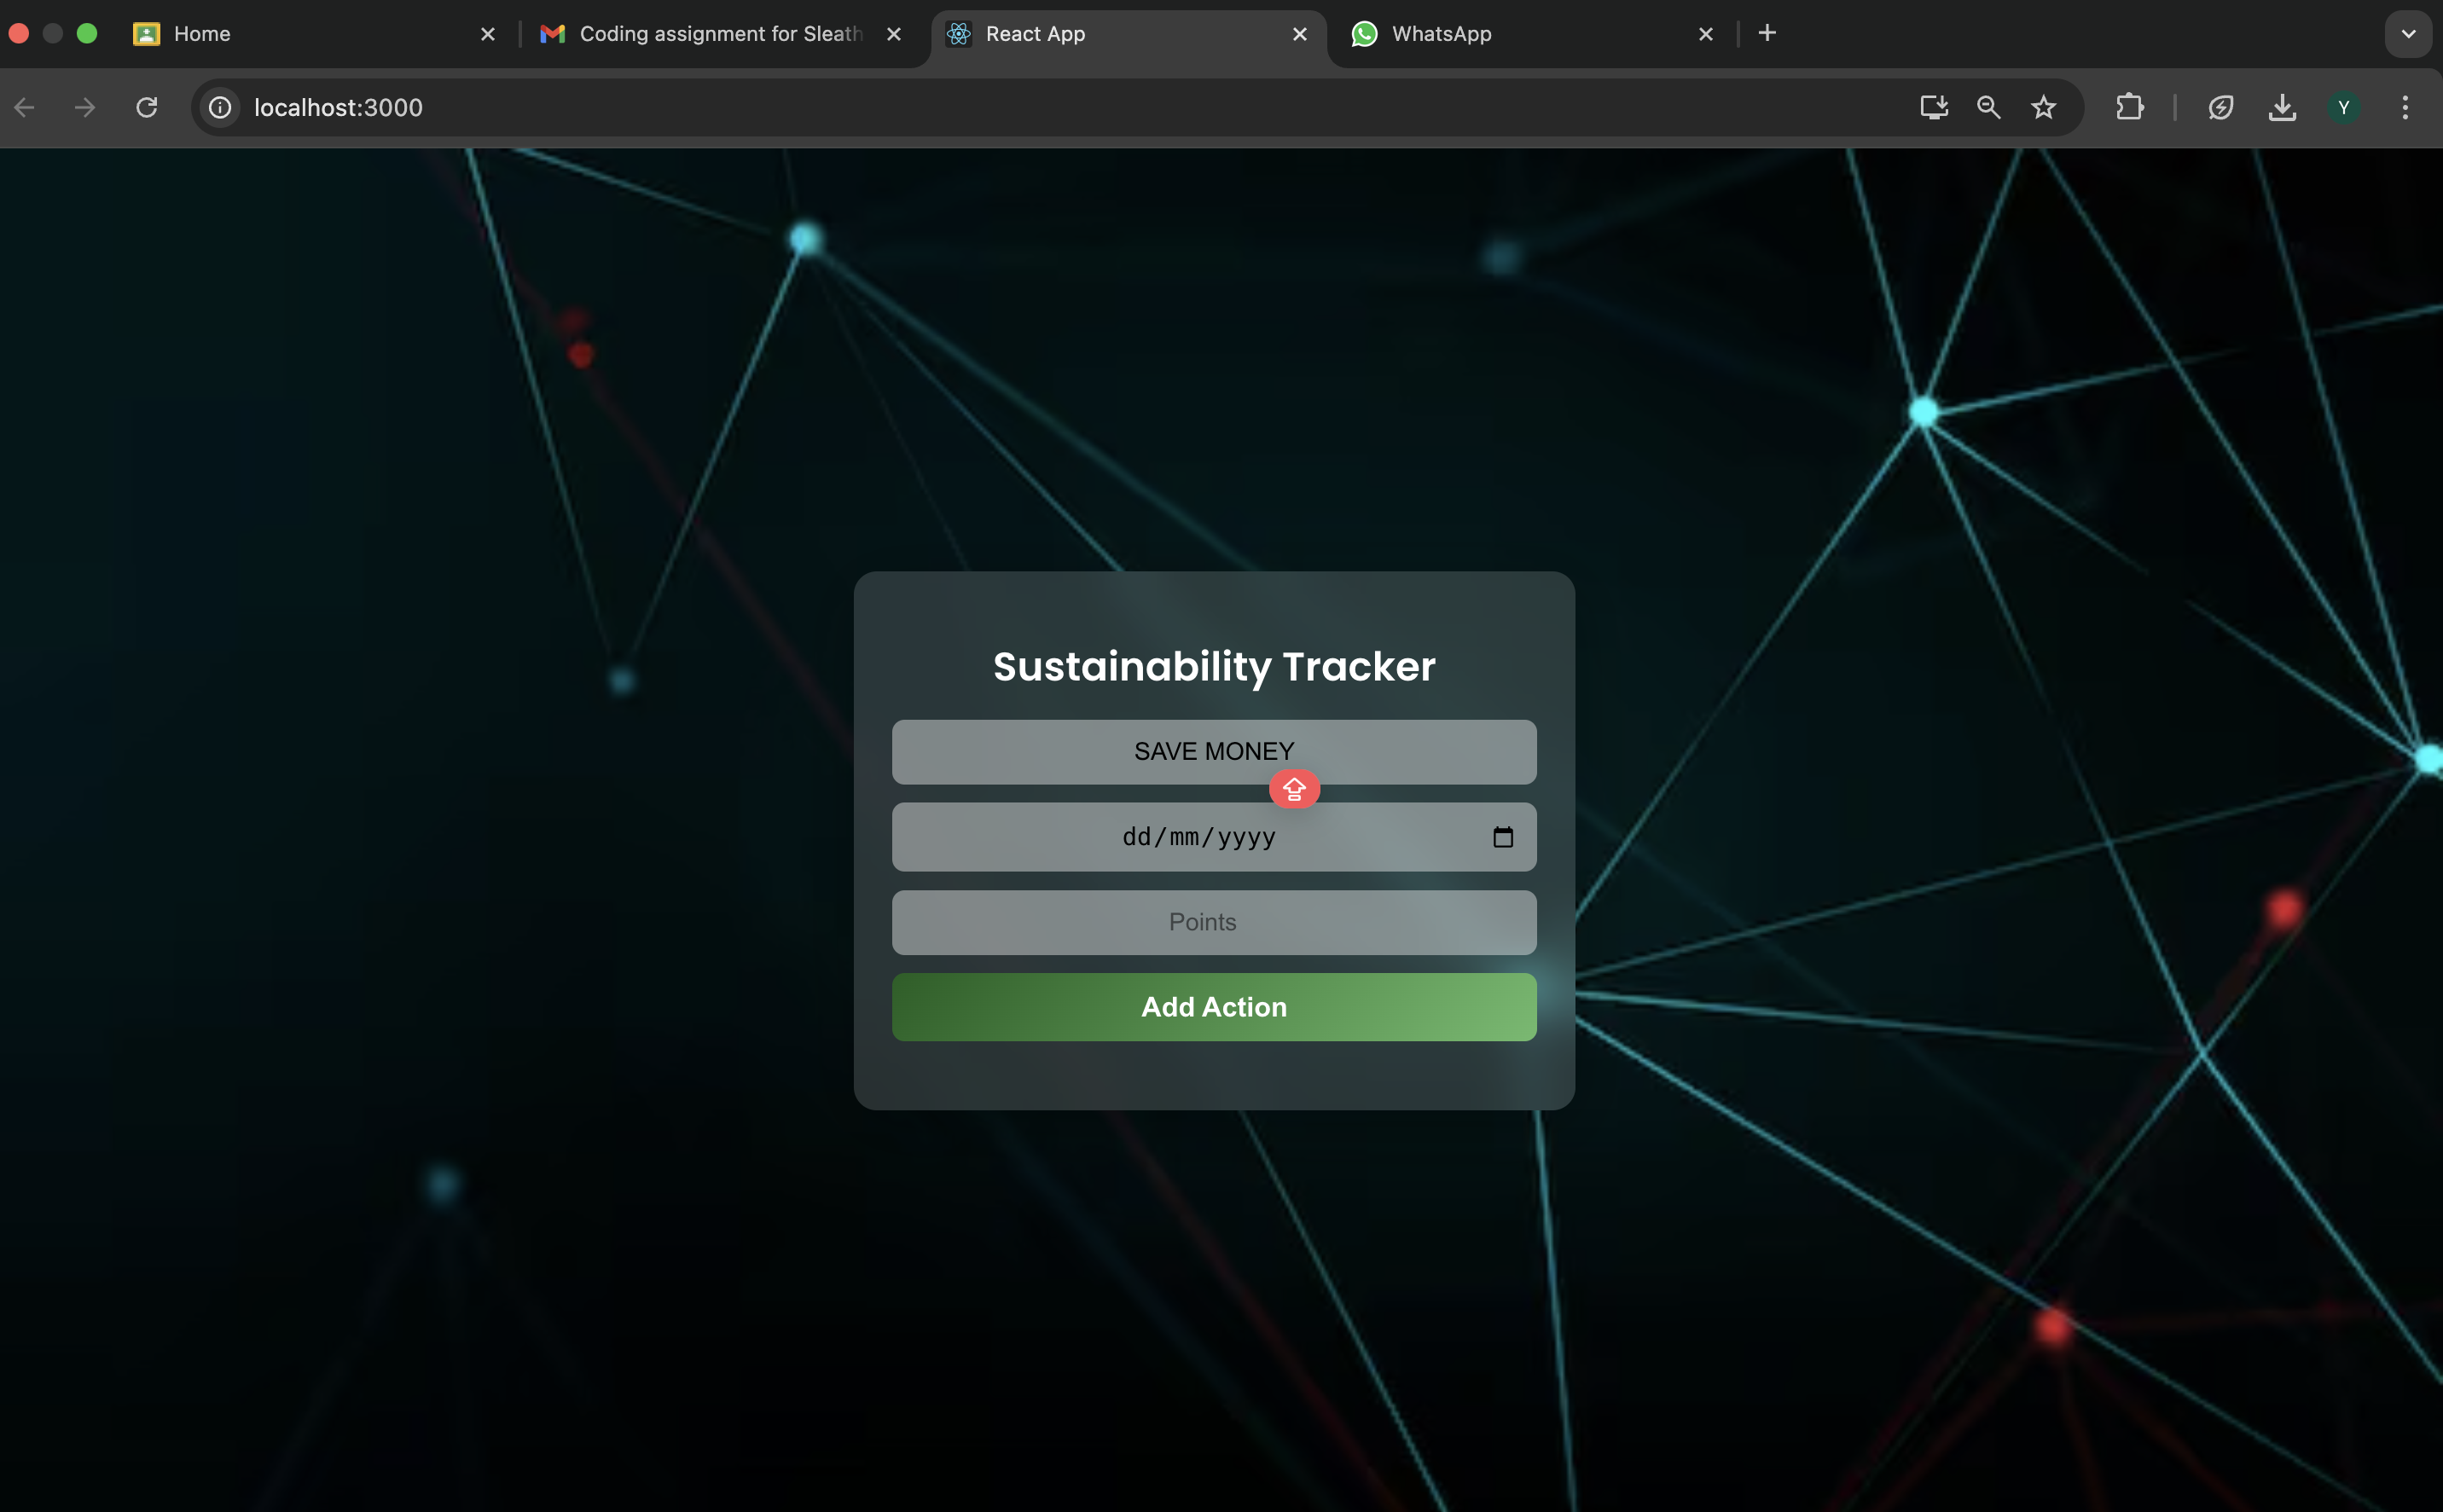 Home
Coding assignment for Sleath
React App
WhatsApp
localhost:3000
Y
Sustainability Tracker
SAVE MONEY
dd/mm/yyyy
Points
Add Action